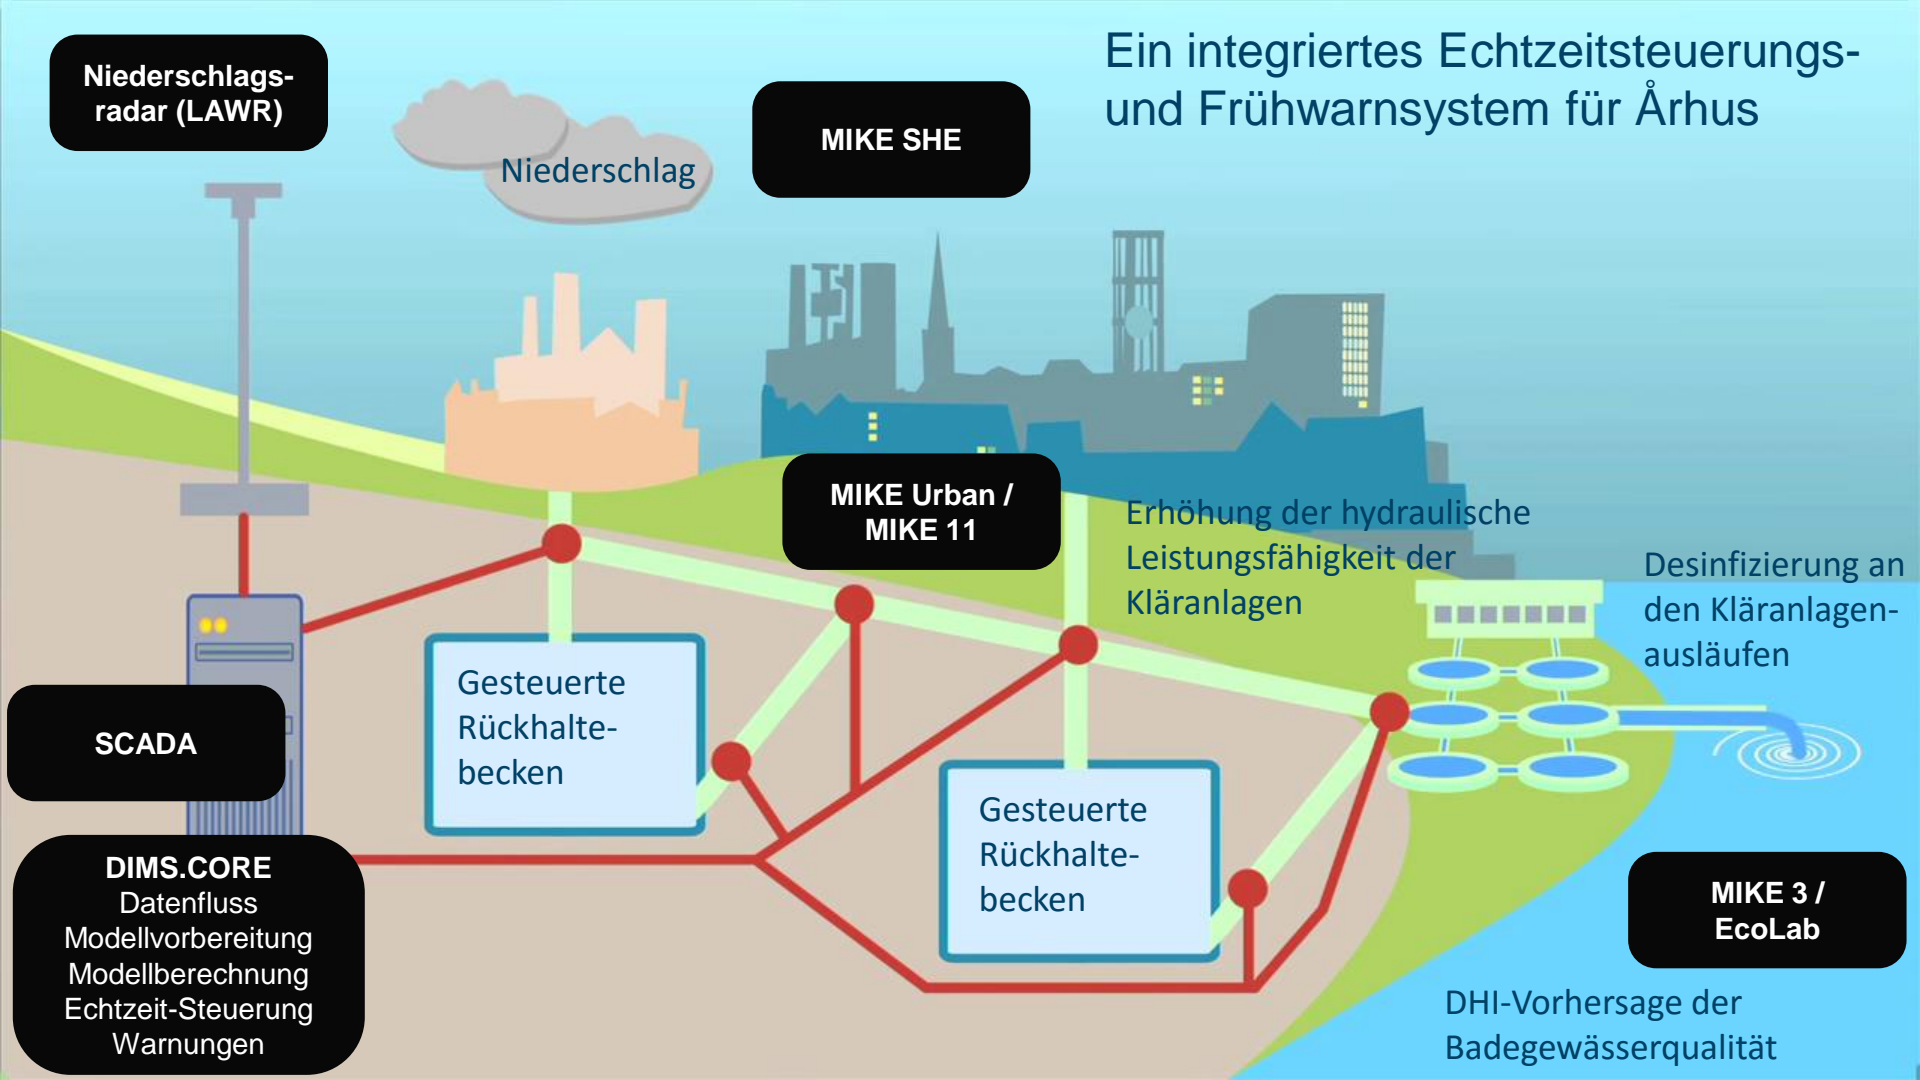 Ein integriertes Echtzeitsteuerungs-
und Frühwarnsystem für Århus
Niederschlags-
radar (LAWR)
Niederschlag
MIKE SHE
MIKE Urban /
MIKE 11
Erhöhung der hydraulische
Leistungsfähigkeit der
Kläranlagen
Desinfizierung an
den Kläranlagen-
ausläufen
Gesteuerte
Rückhalte-
becken
SCADA
Gesteuerte
Rückhalte-
becken
DIMS.CORE
Datenfluss
Modellvorbereitung
Modellberechnung
Echtzeit-Steuerung
Warnungen
MIKE 3 /
EcoLab
DHI-Vorhersage der
Badegewässerqualität